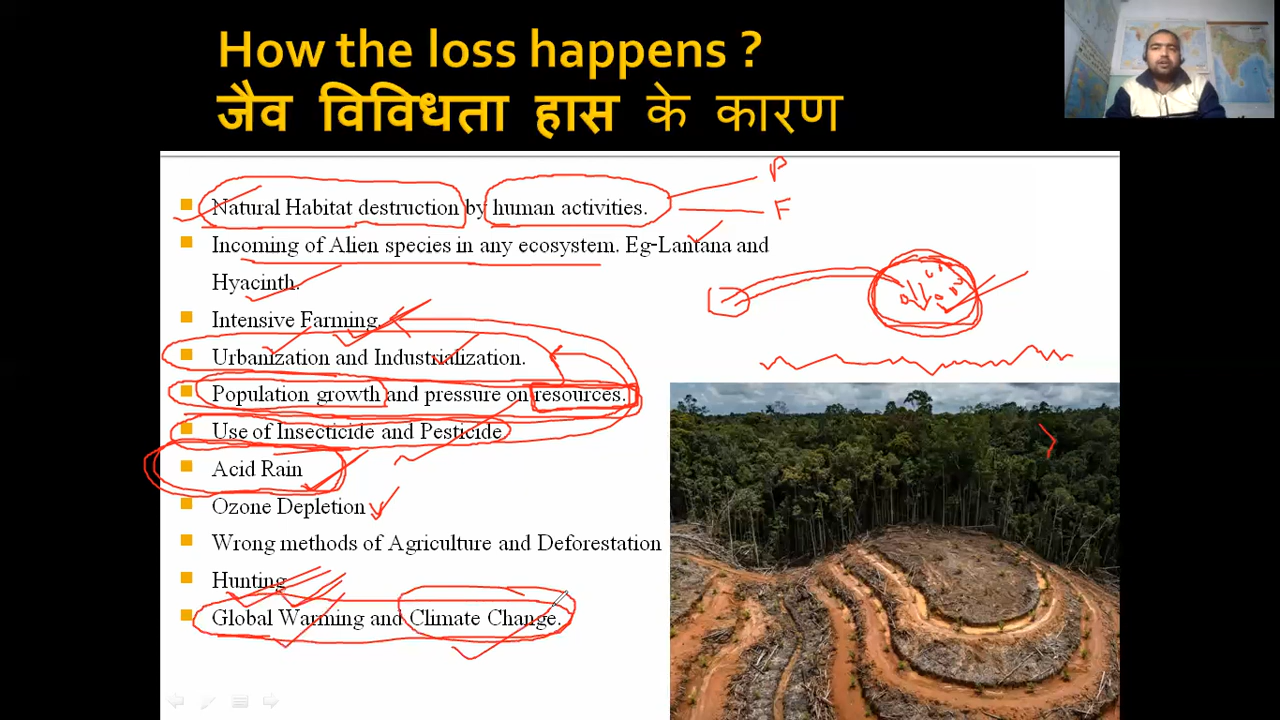 How the loss happens ?
जैव विविधता हास के कारण
Natural Habitat destruction by human activities.
P
F
Incoming of Alien species in any ecosystem. Eg-Lantana and
Hyacinth.
Intensive Farming.
Urbanization and Industrialization.
Population growth and pressure on resources.
Use of Insecticide and Pesticide
Acid Rain
Ozone Depletion
Wrong methods of Agriculture and Deforestation
Hunting
Global Warming and Climate Change.